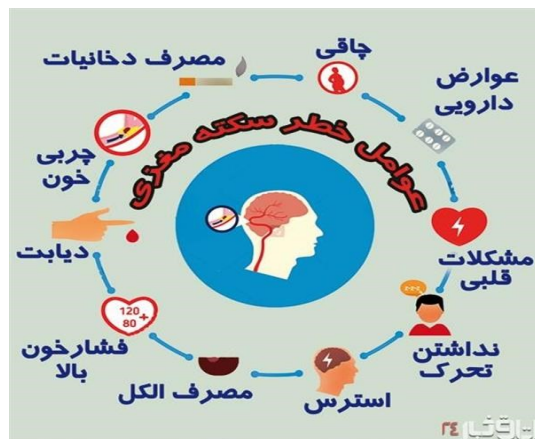 عوامل خطر سکته مغزی
چاقی
عوارض
دارویی
مشکلات
قلبی
نداشتن
تحرک
استرس
مصرف الکل
فشارخون
بالا
120
80
دیابت
چربی
خون
مصرف دخانیات
۲۴